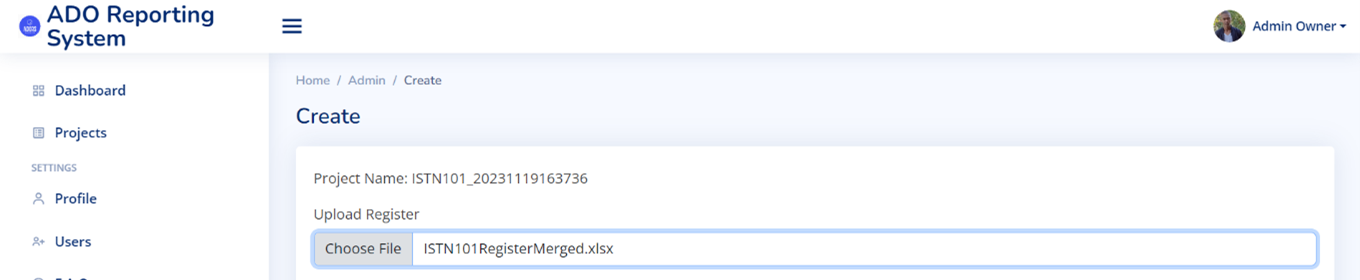 ADO Reporting
System
Admin Owner
Dashboard
Projects
SETTINGS
Profile
Users
Home / Admin / Create
Create
Project Name: ISTN101_20231119163736
Upload Register
Choose File ISTN101RegisterMerged.xlsx